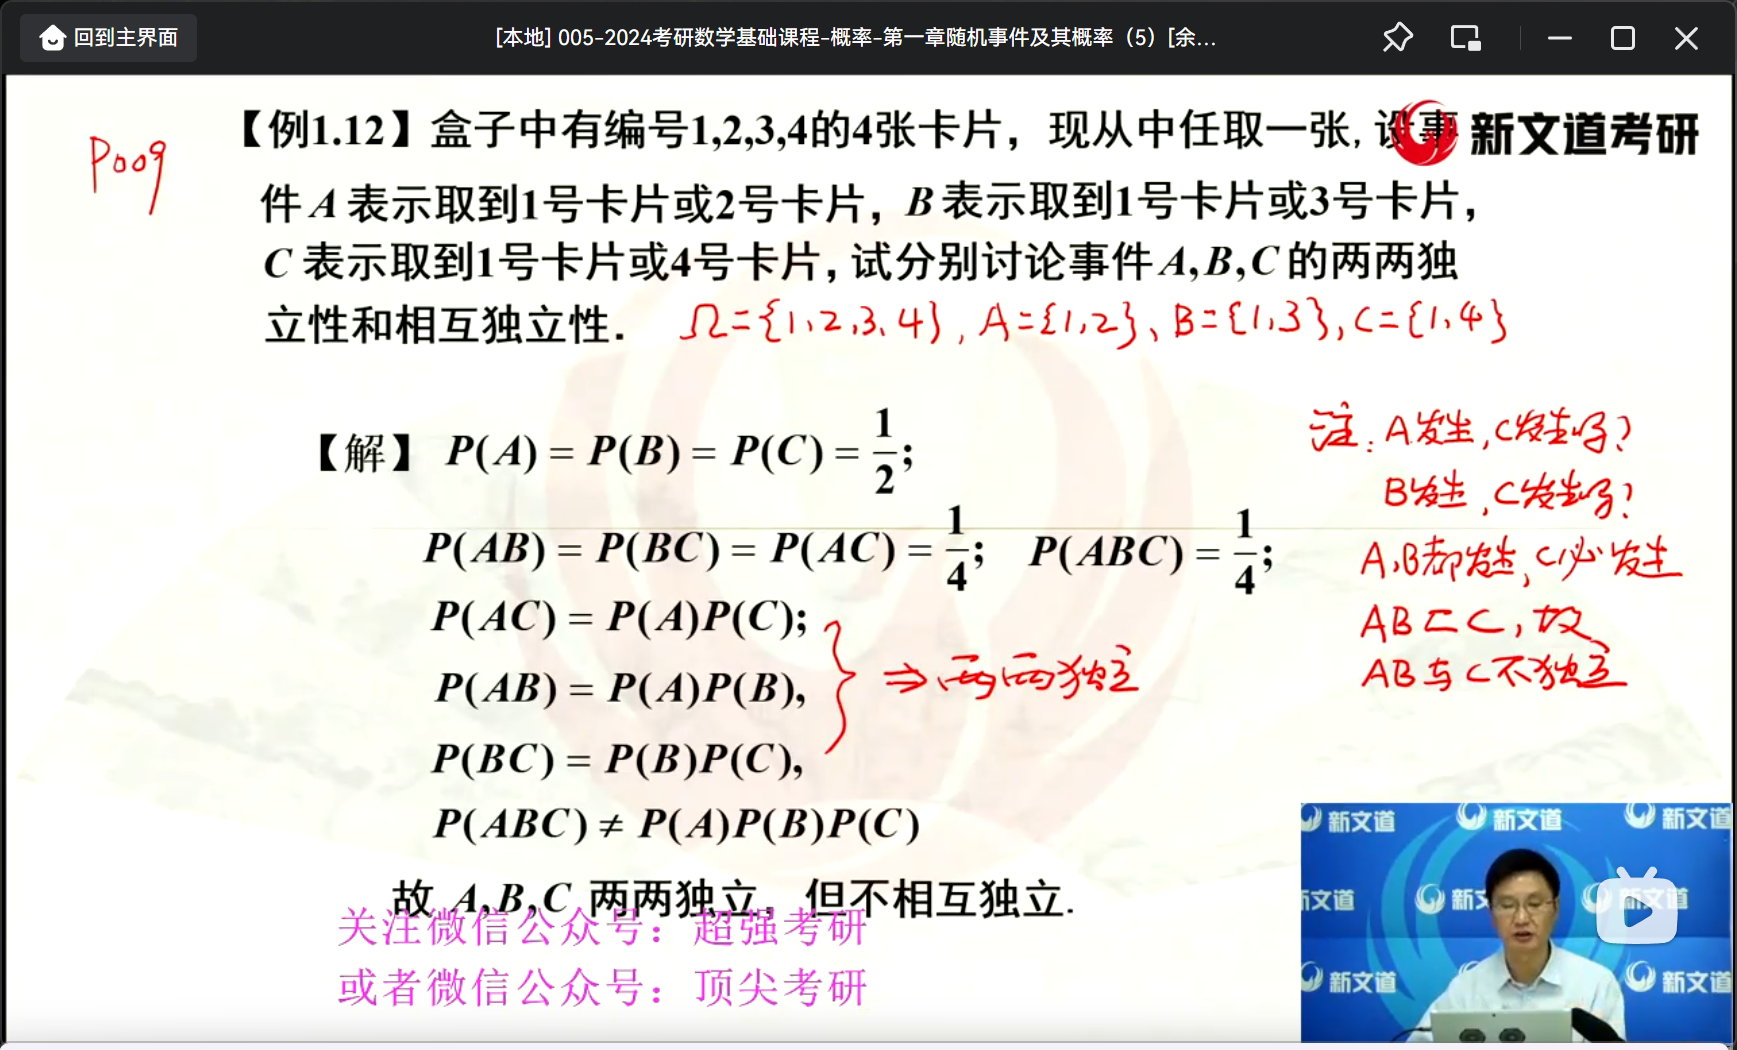 回到主界面
[本地] 005-2024考研数学基础课程-概率-第一章随机事件及其概率（5）[余...
P009
【例1.12】盒子中有编号1,2,3,4的4张卡片，现从中任取一张,设事
新文道考研
件 A 表示取到1号卡片或2号卡片，B 表示取到1号卡片或3号卡片，
C 表示取到1号卡片或4号卡片,试分别讨论事件A,B,C 的两两独
立性和相互独立性.
Ω={1,2,3,4}, A={1,2}、B={1,3}, C={1,4}
【解】 P(A) = P(B) = P(C) = 1/2;
P(AB) = P(BC) = P(AC) = 1/4; P(ABC) = 1/4;
P(AC) = P(A)P(C);
P(AB) = P(A)P(B),
P(BC) = P(B)P(C),
⇒两两独立
P(ABC) ≠ P(A)P(B)P(C)
故 A,B,C 两两独立，但不相互独立.
注: A发生,C发生吗?
B发生,C发生吗?
A,B都发生,C必发生
AB⊂C,故
AB与C不独立
关注微信公众号：超强考研
或者微信公众号：顶尖考研
新文道 新文道 新文道
新文道 新文道 新文道
新文道 新文道